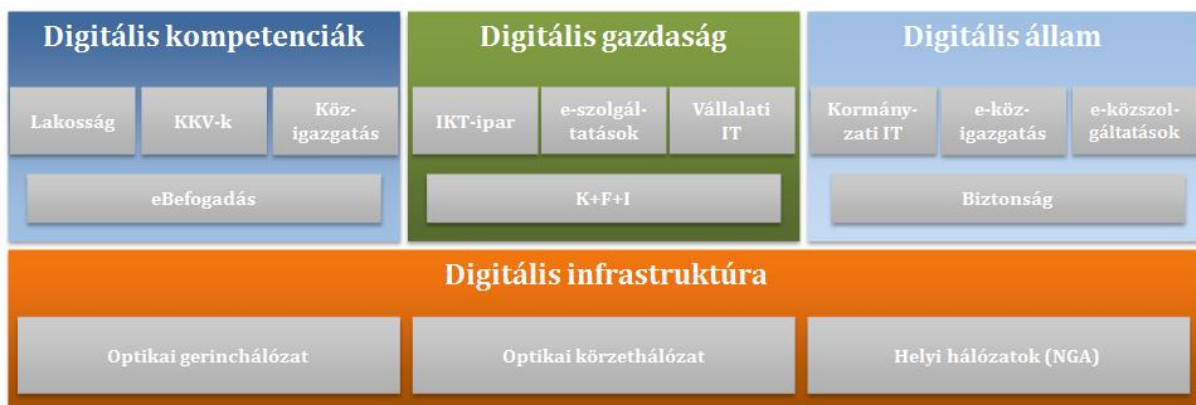 Digitális kompetenciák
Lakosság
KKV-k
Köz-
igazgatás
eBefogadás
Digitális gazdaság
IKT-ipar
e-szolgál-
tatások
Vállalati
IT
K+F+I
Digitális állam
Kormány-
zati IT
e-köz-
igazgatás
e-közszol-
gáltatások
Biztonság
Digitális infrastruktúra
Optikai gerinchálózat
Optikai körzethálózat
Helyi hálózatok (NGA)